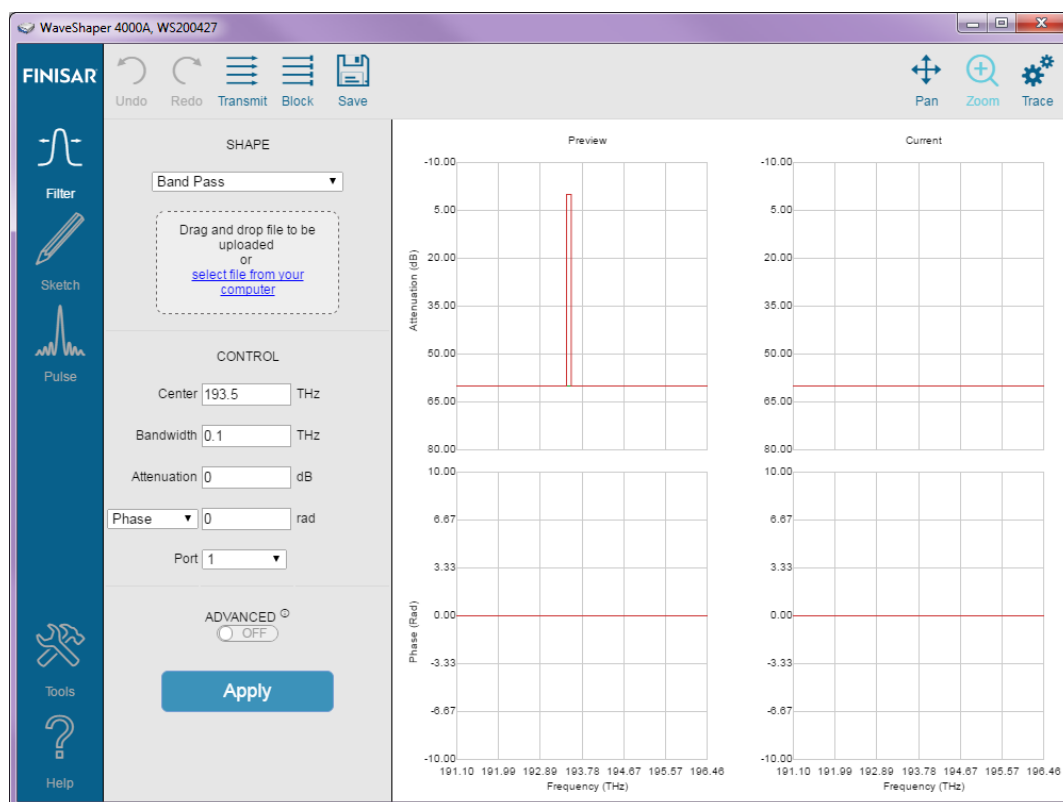 WaveShaper 4000A, WS200427
FINISAR
Undo
Redo
Transmit
Block
Save
Pan
Zoom
Trace
Filter
Sketch
Pulse
Tools
Help
SHAPE
Band Pass
Drag and drop file to be
uploaded
or
select file from your
computer
CONTROL
Center 193.5 THz
Bandwidth 0.1 THz
Attenuation 0 dB
Phase 0 rad
Port 1
ADVANCED
OFF
Apply
Preview
-10.00
5.00
20.00
35.00
50.00
65.00
80.00
Attenuation (dB)
10.00
6.67
3.33
0.00
-3.33
-6.67
-10.00
Phase (Rad)
191.10 191.99 192.89 193.78 194.67 195.57 196.46
Frequency (THz)
Current
-10.00
5.00
20.00
35.00
50.00
65.00
80.00
10.00
6.67
3.33
0.00
-3.33
-6.67
-10.00
191.10 191.99 192.89 193.78 194.67 195.57 196.46
Frequency (THz)